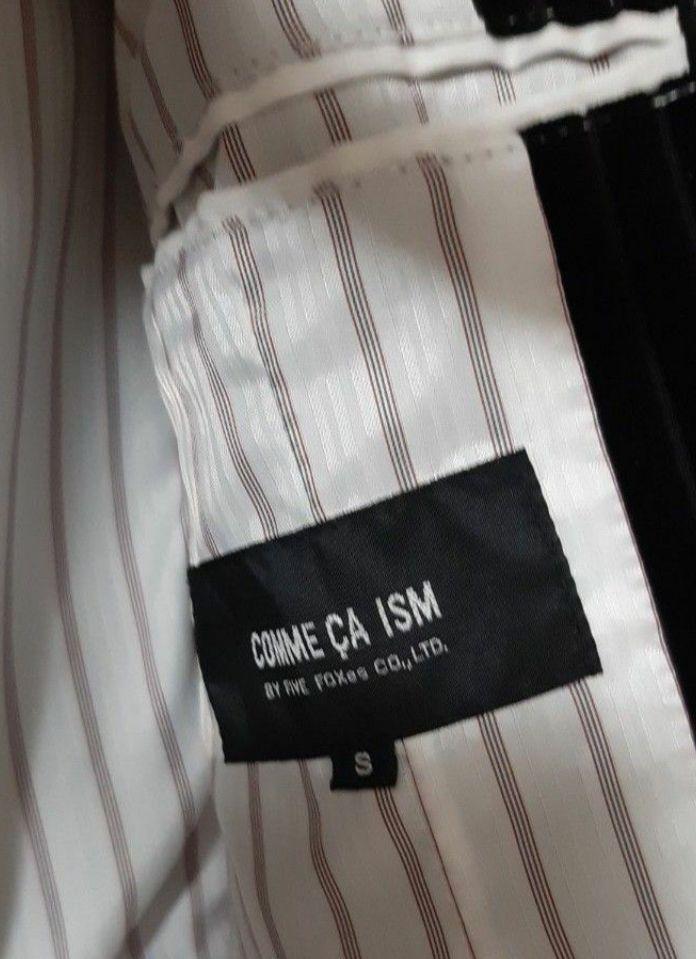 COMME ÇA ISM
BY FIVE FOXes CO.,LTD.
S